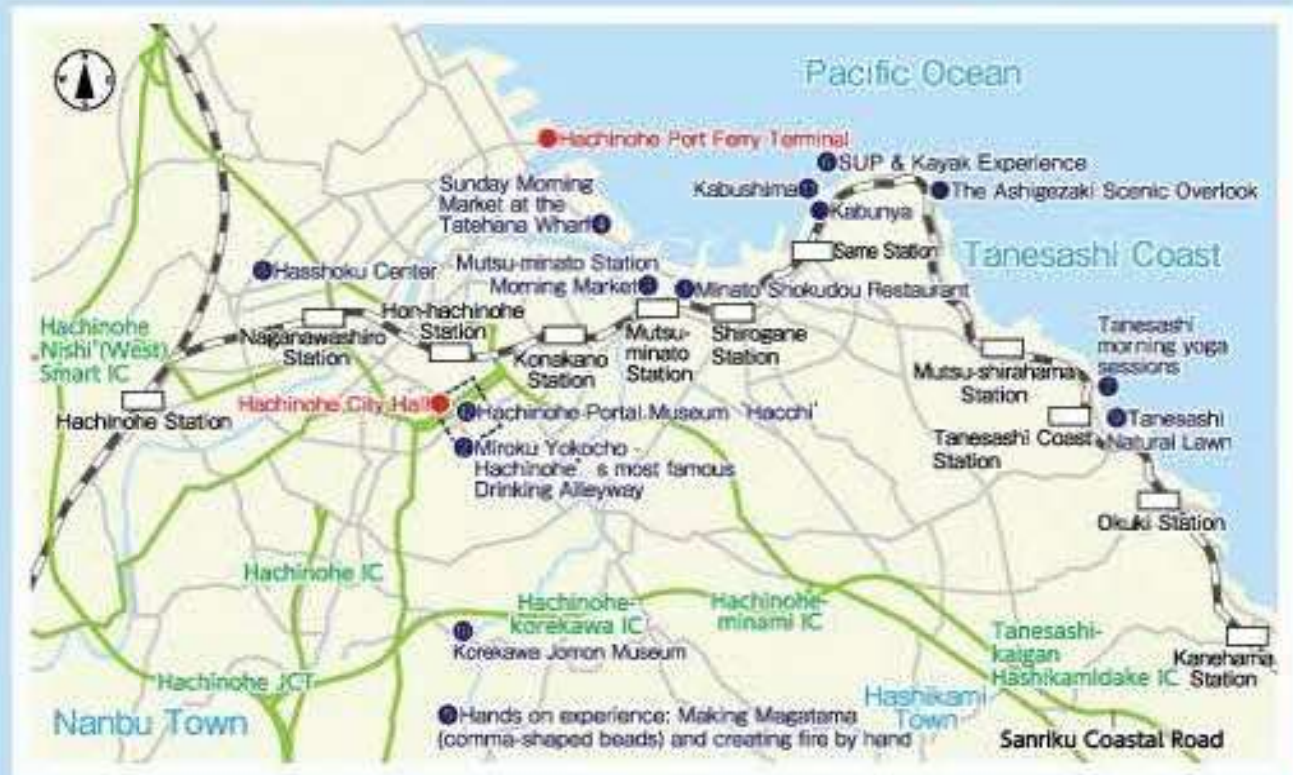 Pacific Ocean
Hachinohe Port Ferry Terminal
SUP & Kayak Experience
Sunday Morning
Market at the
Tatehana Wharf
Kabushima
The Ashigezaki Scenic Overlook
Kabunya
Same Station
Tanesashi Coast
Hasshoku Center
Mutsu-minato Station
Morning Market
Minato Shokudou Restaurant
Hon-hachinohe
Station
Hachinohe
Nishi (West)
Smart IC
Naganawashiro
Station
Konakano
Station
Mutsu-
minato
Station
Shirogane
Station
Tanesashi
morning yoga
sessions
Mutsu-shirahama
Station
Hachinohe Station
Hachinohe City Hall
Hachinohe Portal Museum 'Hacchi'
Tanesashi
Natural Lawn
Tanesashi Coast
Station
Miroku Yokocho -
Hachinohe' s most famous
Drinking Alleyway
Okuki Station
Hachinohe IC
Hachinohe-
korekawa IC
Hachinohe-
minami IC
Korekawa Jomon Museum
Tanesashi-
kaigan
Hashikamidake IC
Kanehama
Station
Hachinohe JCT
Hashikami
Town
Nanbu Town
Hands on experience: Making Magatama
(comma-shaped beads) and creating fire by hand
Sanriku Coastal Road